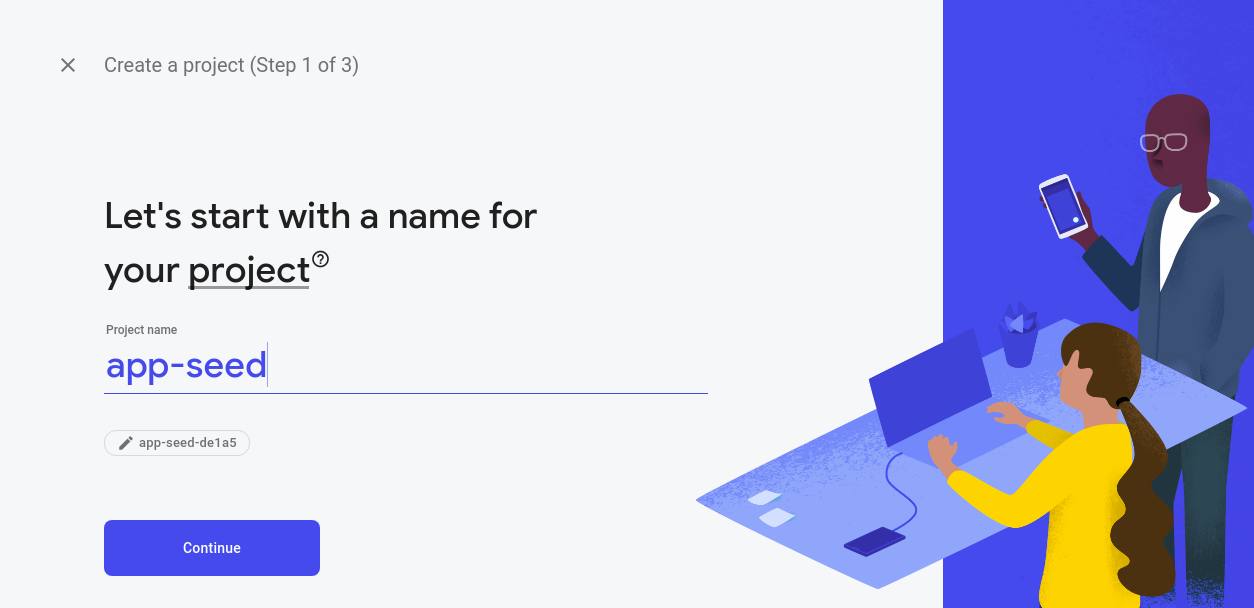 Create a project (Step 1 of 3)
Let's start with a name for
your project
Project name
app-seed
app-seed-de1a5
Continue